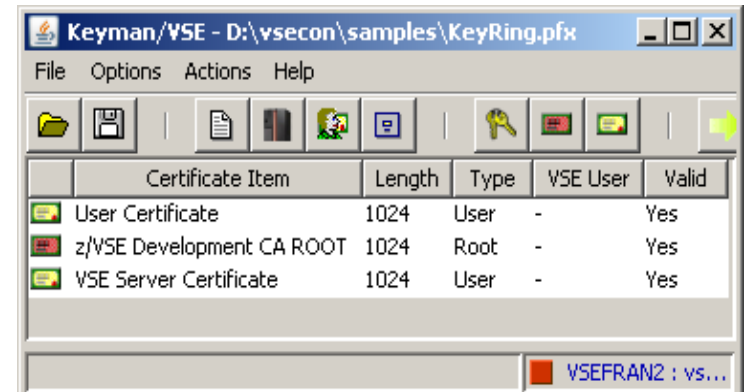 Keyman/VSE - D:\vsecon\samples\KeyRing.pfx
File Options Actions Help
Certificate Item Length Type VSE User Valid
User Certificate 1024 User - Yes
z/VSE Development CA ROOT 1024 Root - Yes
VSE Server Certificate 1024 User - Yes
VSEFRAN2 : vs...